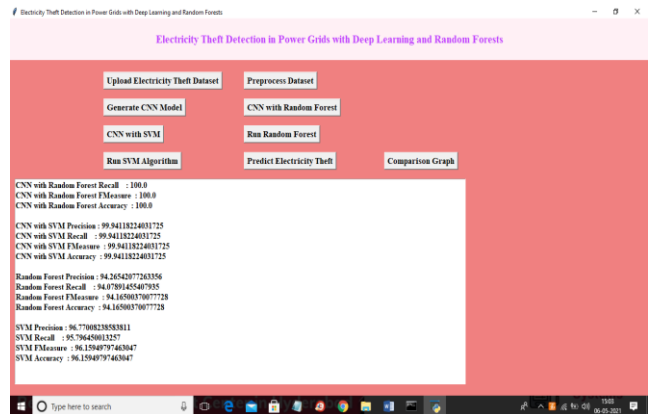 Electricity Theft Detection in Power Grids with Deep Learning and Random Forests
Electricity Theft Detection in Power Grids with Deep Learning and Random Forests
Upload Electricity Theft Dataset
Preprocess Dataset
Generate CNN Model
CNN with Random Forest
CNN with SVM
Run Random Forest
Run SVM Algorithm
Predict Electricity Theft
Comparison Graph
CNN with Random Forest Recall : 100.0
CNN with Random Forest FMeasure : 100.0
CNN with Random Forest Accuracy : 100.0
CNN with SVM Precision : 99.94118224031725
CNN with SVM Recall : 99.94118224031725
CNN with SVM FMeasure : 99.94118224031725
CNN with SVM Accuracy : 99.94118224031725
Random Forest Precision : 94.26542077263356
Random Forest Recall : 94.07891455407935
Random Forest FMeasure : 94.16500370077728
Random Forest Accuracy : 94.16500370077728
SVM Precision : 96.77008238583811
SVM Recall : 95.796450013257
SVM FMeasure : 96.15949797463047
SVM Accuracy : 96.15949797463047
Type here to search
15:03
06-05-2021